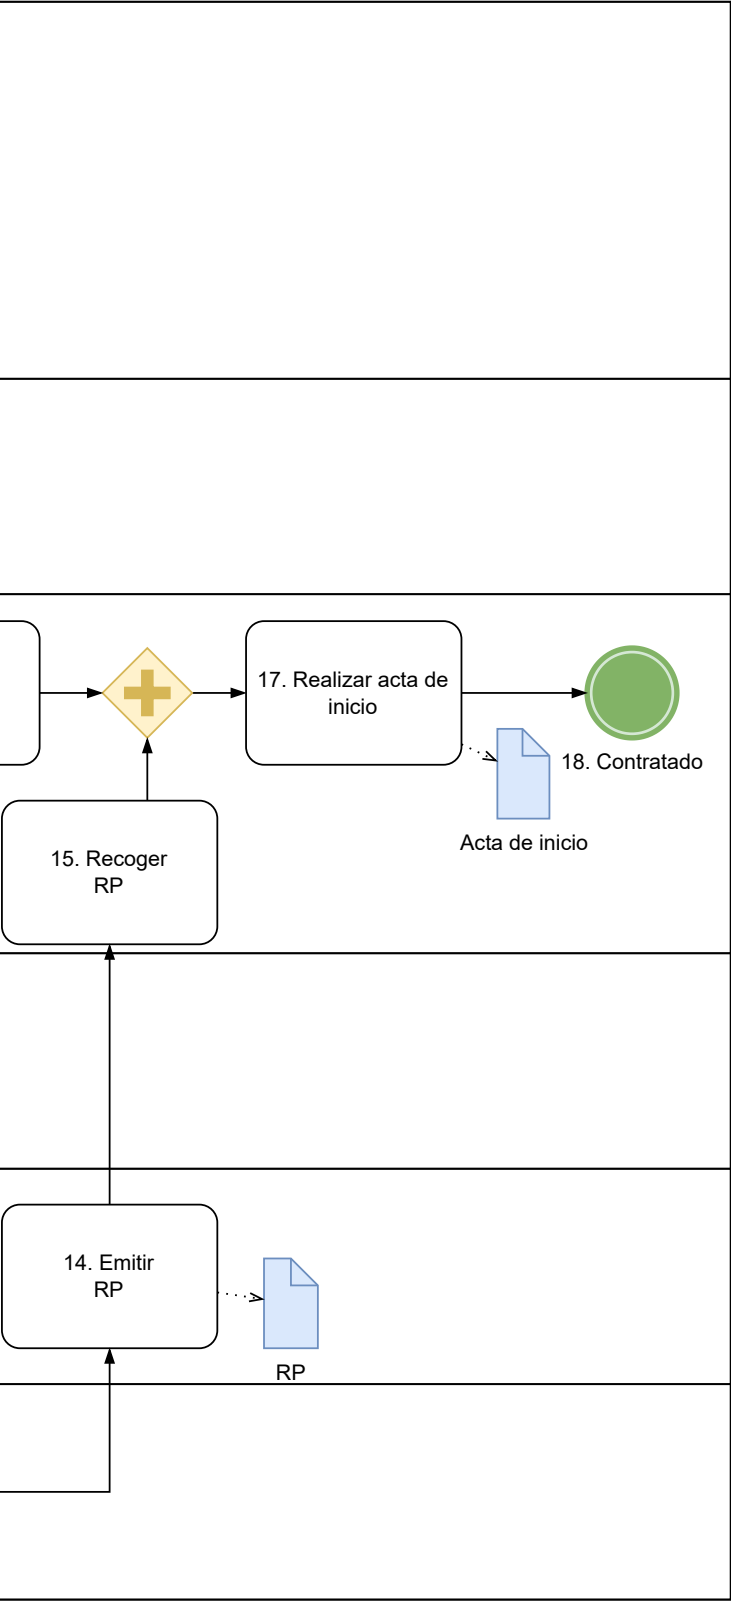 17. Realizar acta de
inicio
18. Contratado
Acta de inicio
15. Recoger
RP
14. Emitir
RP
RP